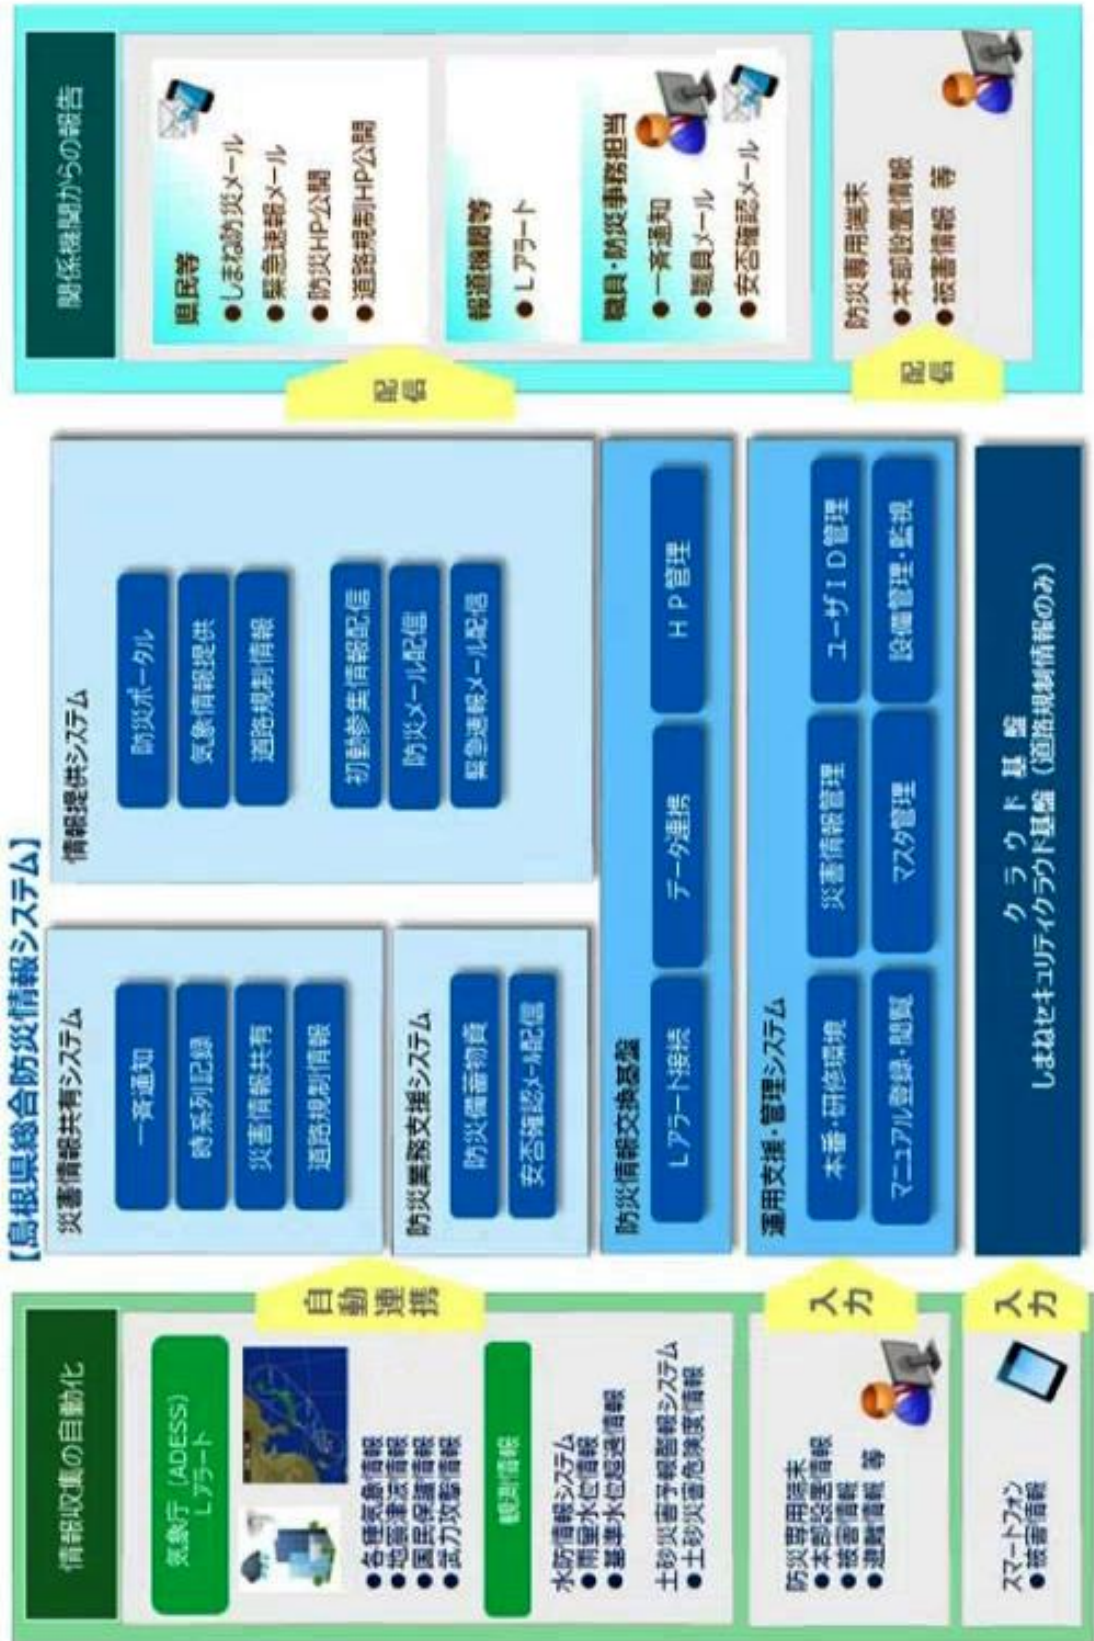 【島根県総合防災情報システム】
情報収集の自動化
気象庁（ADESS）
Lアラート
●各種気象情報
●地震津波情報
●国民保護情報
●武力攻撃情報
観測情報
水防情報システム
●雨量水位情報
●基準水位超過情報
土砂災害予報警報システム
●土砂災害危険度情報
自動連携
防災専用端末
●本部設置情報
●被害情報
●避難情報 等
入力
スマートフォン
●被害情報
入力
災害情報共有システム
一斉通知
時系列記録
災害情報共有
道路規制情報
防災業務支援システム
防災備蓄物資
安否確認メール配信
情報提供システム
防災ポータル
気象情報提供
道路規制情報
初動参集情報配信
防災メール配信
緊急速報メール配信
防災情報交換基盤
Lアラート接続
データ連携
HP管理
運用支援・管理システム
本番・研修環境
災害情報管理
ユーザID管理
マニュアル登録・閲覧
マスタ管理
設備管理・監視
クラウド基盤
しまねセキュリティクラウド基盤（道路規制情報のみ）
関係機関からの報告
配信
県民等
●しまね防災メール
●緊急速報メール
●防災HP公開
●道路規制HP公開
報道機関等
●Lアラート
職員・防災事務担当
●一斉通知
●職員メール
●安否確認メール
配信
防災専用端末
●本部設置情報
●被害情報 等